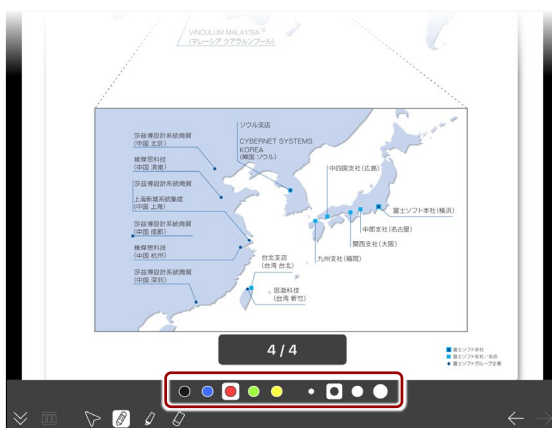 VINCULUM MALAYSIA
(マレーシア クアラルンプール)
ソウル支店
CYBERNET SYSTEMS
KOREA
(韓国 ソウル)
莎益博設計系統商貿
(中国 北京)
維傑思科技
(中国 済南)
莎益博設計系統商貿
上海新域系統集成
(中国 上海)
莎益博設計系統商貿
(中国 成都)
維傑思科技
(中国 杭州)
莎益博設計系統商貿
(中国 深圳)
台北支店
(台湾 台北)
思渤科技
(台湾 新竹)
中四国支社(広島)
富士ソフト本社(横浜)
中部支社(名古屋)
関西支社(大阪)
九州支社(福岡)
4 / 4
富士ソフト本社
富士ソフト支社／支店
富士ソフトグループ企業